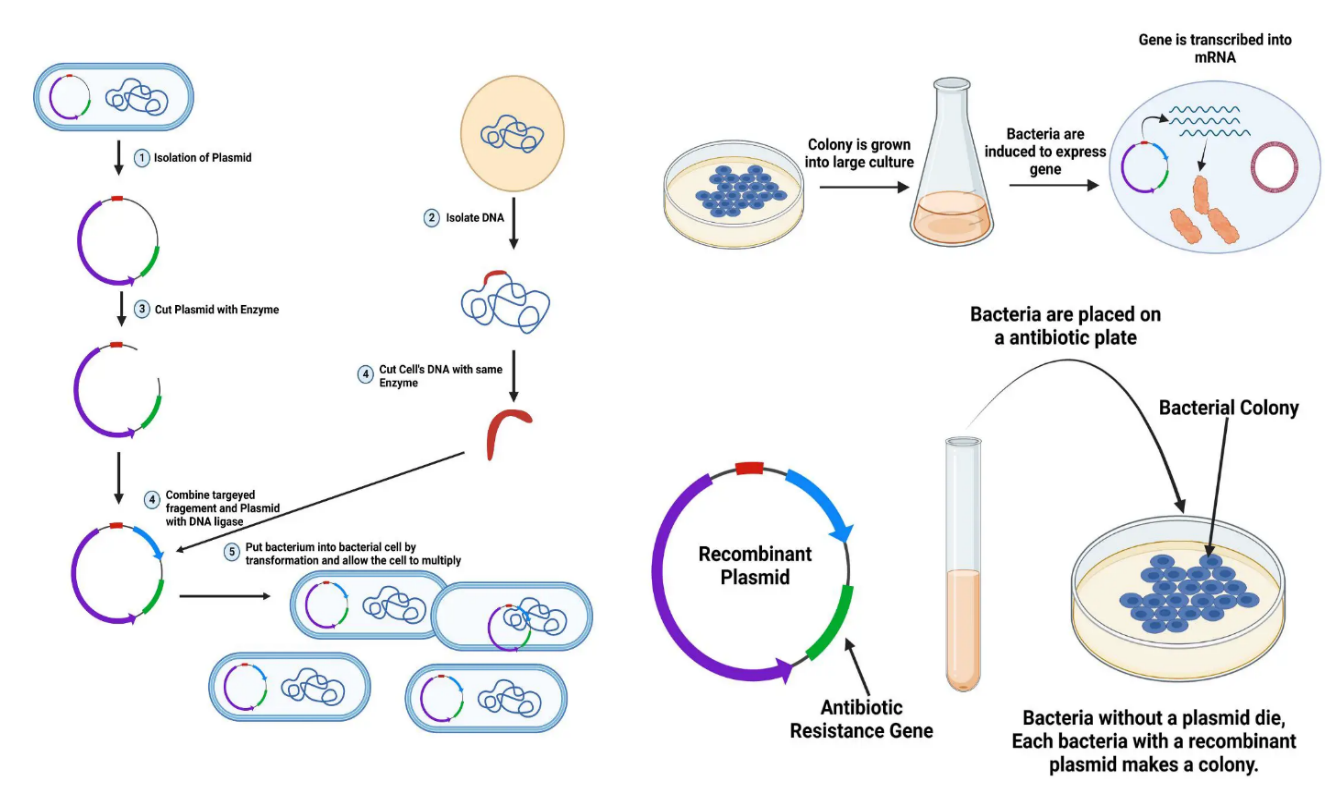 1 Isolation of Plasmid
2 Isolate DNA
3 Cut Plasmid with Enzyme
4 Cut Cell's DNA with same
Enzyme
4 Combine targeyed
fragement and Plasmid
with DNA ligase
5 Put bacterium into bacterial cell by
transformation and allow the cell to multiply
Colony is grown
into large culture
Bacteria are
induced to express
gene
Gene is transcribed into
mRNA
Recombinant
Plasmid
Antibiotic
Resistance Gene
Bacteria are placed on
a antibiotic plate
Bacterial Colony
Bacteria without a plasmid die,
Each bacteria with a recombinant
plasmid makes a colony.